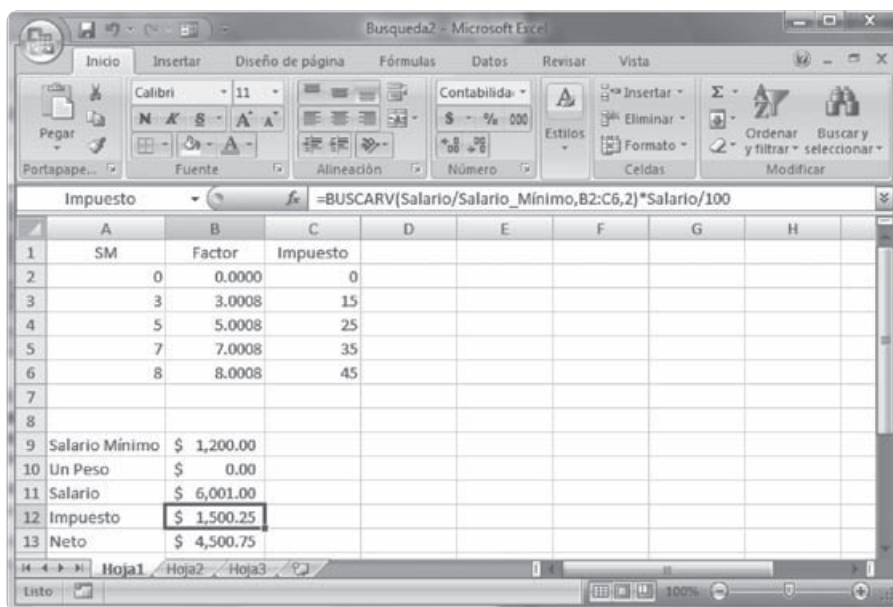 Busqueda2 - Microsoft Excel
Inicio Insertar Diseño de página Fórmulas Datos Revisar Vista
Pegar
Portapape...
Calibri 11
N K S A A
A
Fuente
Alineación
Contabilida
$ % 000
Número
Estilos
Insertar
Eliminar
Formato
Celdas
Σ
Ordenar y filtrar
Buscar y seleccionar
Modificar
Impuesto fx =BUSCARV(Salario/Salario_Mínimo,B2:C6,2)*Salario/100
A B C D E F G H
1 SM Factor Impuesto
2 0 0.0000 0
3 3 3.0008 15
4 5 5.0008 25
5 7 7.0008 35
6 8 8.0008 45
7
8
9 Salario Mínimo $ 1,200.00
10 Un Peso $ 0.00
11 Salario $ 6,001.00
12 Impuesto $ 1,500.25
13 Neto $ 4,500.75
Hoja1 Hoja2 Hoja3
Listo 100%